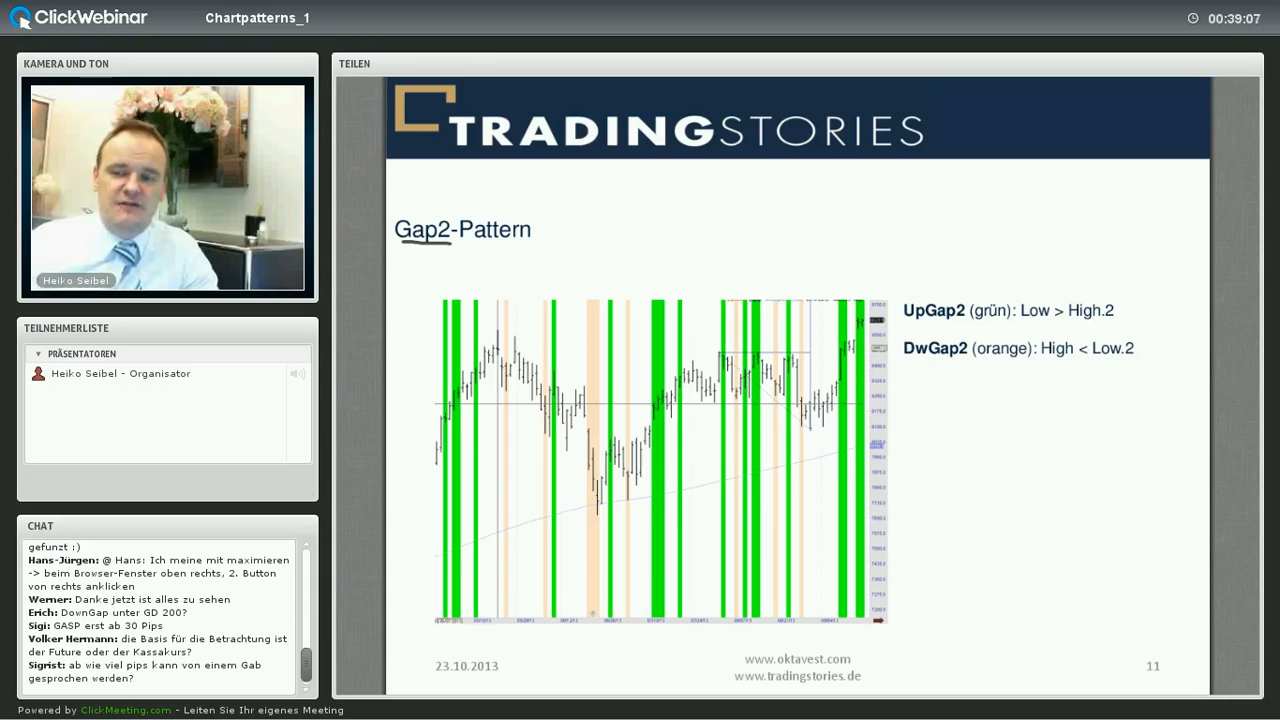 ClickWebinar
Chartpatterns_1
00:39:07
KAMERA UND TON
Heiko Seibel
TEILNEHMERLISTE
PRÄSENTATOREN
Heiko Seibel - Organisator
CHAT
gefunzt :)
Hans-Jürgen: @ Hans: Ich meine mit maximieren
-> beim Browser-Fenster oben rechts, 2. Button
von rechts anklicken
Werner: Danke jetzt ist alles zu sehen
Erich: DownGap unter GD 200?
Sigi: GASP erst ab 30 Pips
Volker Hermann: die Basis für die Betrachtung ist
der Future oder der Kassakurs?
Sigrist: ab wie viel pips kann von einem Gab
gesprochen werden?
TEILEN
TRADINGSTORIES
Gap2-Pattern
UpGap2 (grün): Low > High.2
DwGap2 (orange): High < Low.2
23.10.2013
www.oktavest.com
www.tradingstories.de
11
Powered by ClickMeeting.com - Leiten Sie Ihr eigenes Meeting